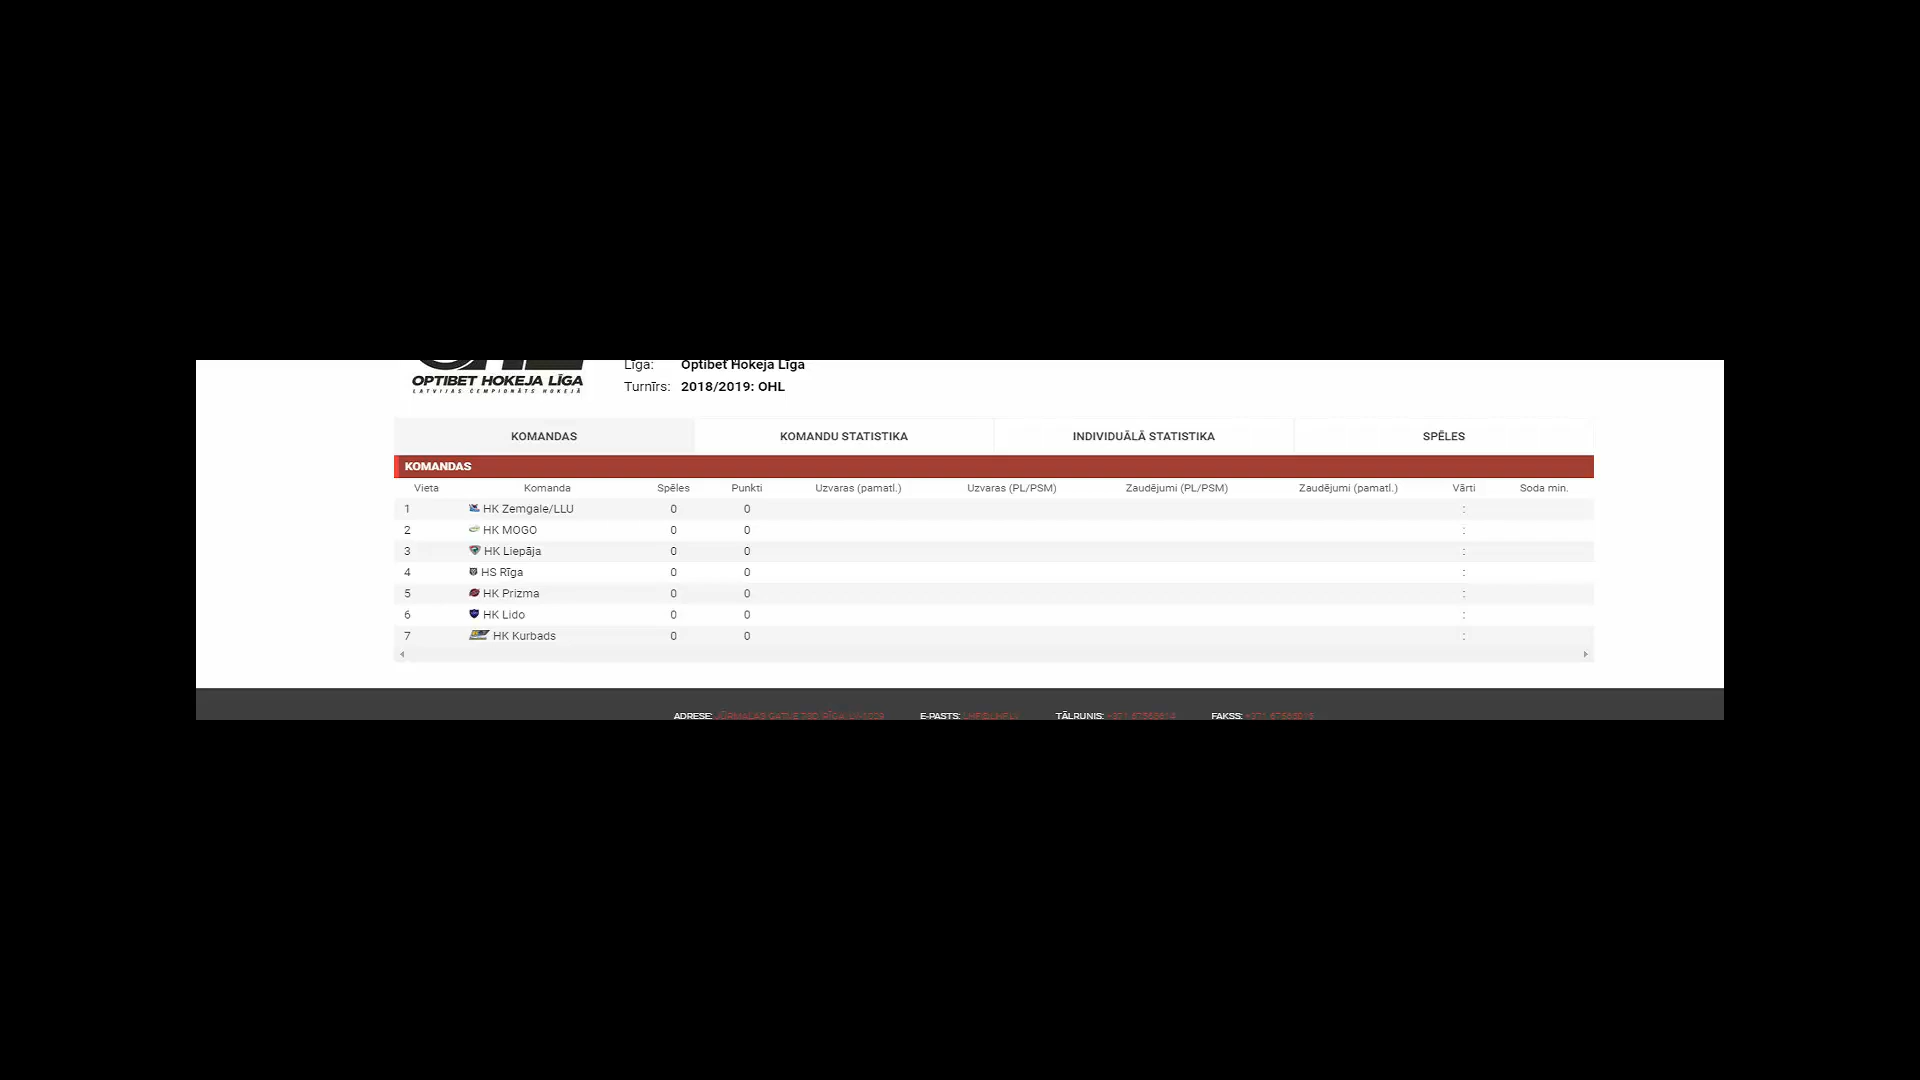 Līga: Optibet Hokeja Līga
OPTIBET HOKEJA LĪGA
LATVIJAS ČEMPIONĀTS HOKEJĀ
Turnīrs: 2018/2019: OHL
KOMANDAS KOMANDU STATISTIKA INDIVIDUĀLĀ STATISTIKA SPĒLES
KOMANDAS
Vieta Komanda Spēles Punkti Uzvaras (pamatl.) Uzvaras (PL/PSM) Zaudējumi (PL/PSM) Zaudējumi (pamatl.) Vārti Soda min.
1 HK Zemgale/LLU 0 0 :
2 HK MOGO 0 0 :
3 HK Liepāja 0 0 :
4 HS Rīga 0 0 :
5 HK Prizma 0 0 :
6 HK Lido 0 0 :
7 HK Kurbads 0 0 :
ADRESE: E-PASTS: TĀLRUNIS: FAKSS: